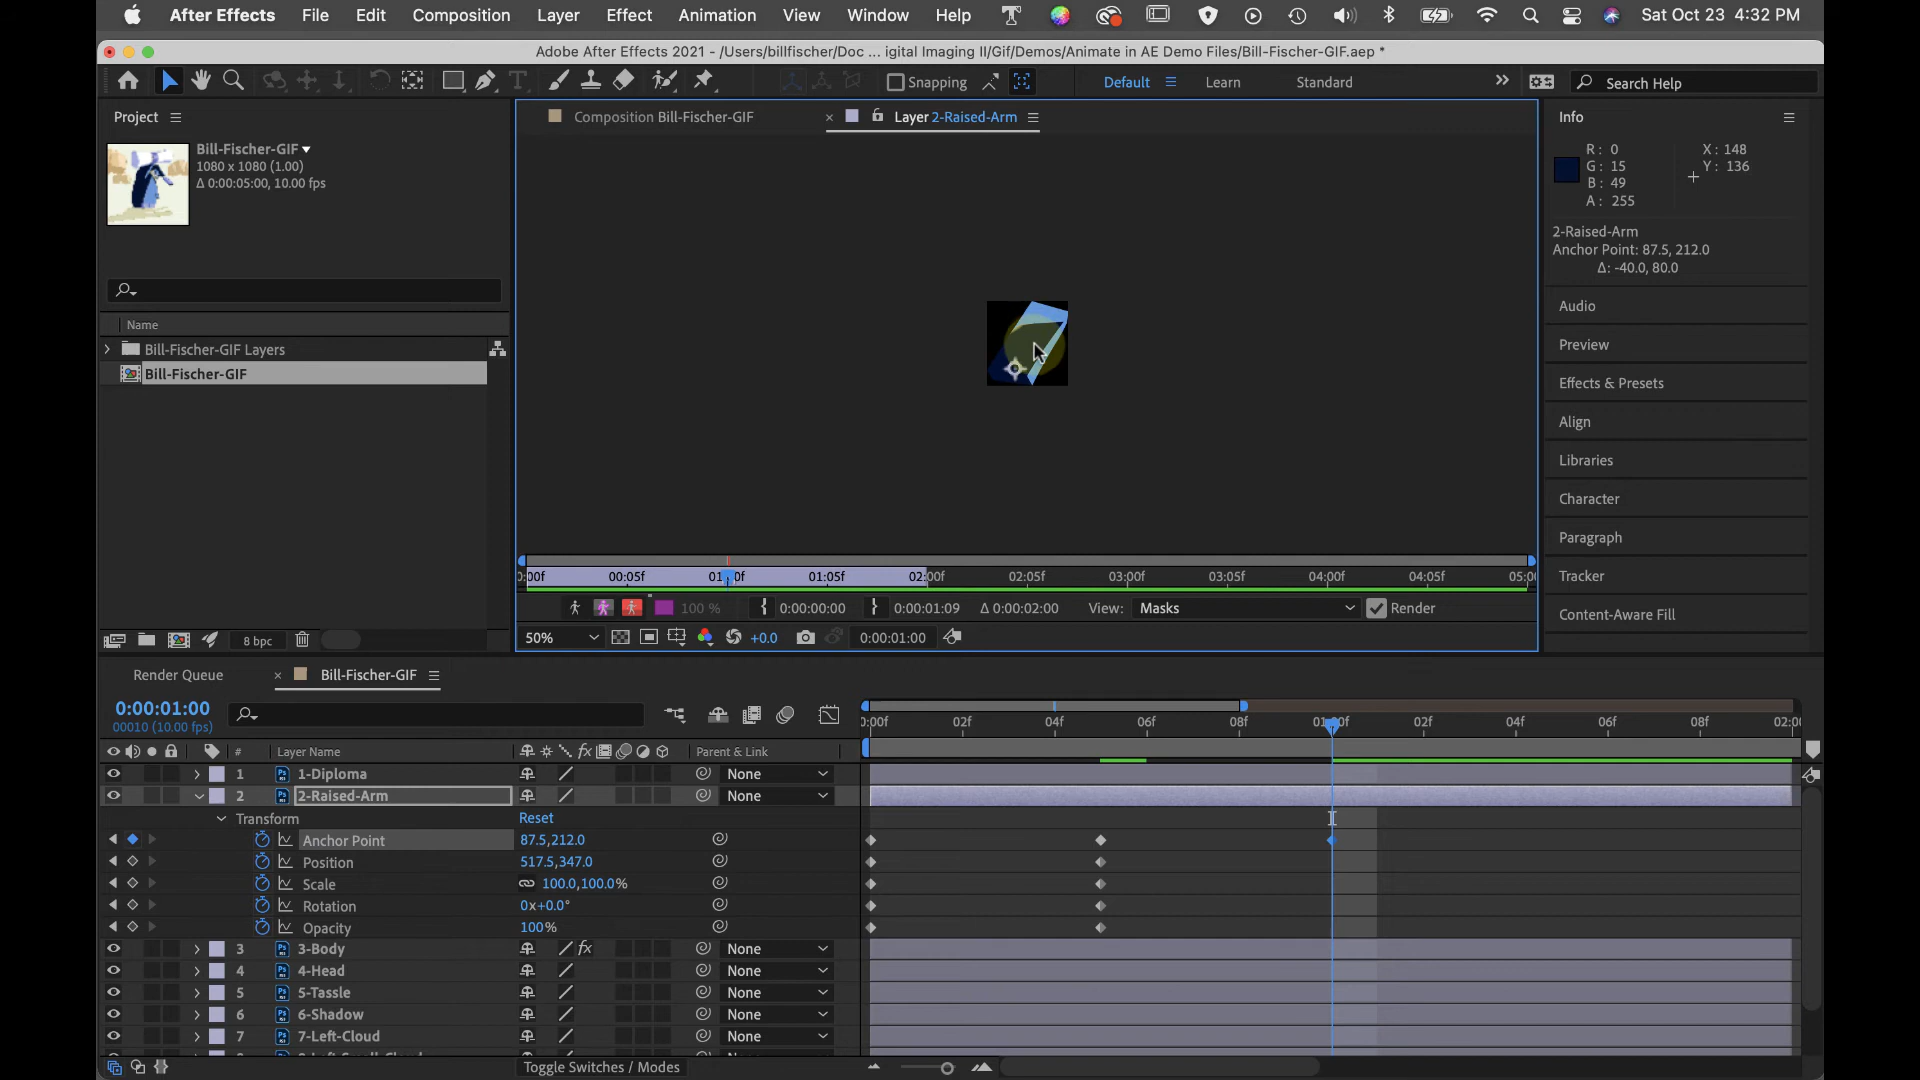 After Effects File Edit Composition Layer Effect Animation View Window Help Sat Oct 23 4:32 PM
Adobe After Effects 2021 - /Users/billfischer/Doc ... igital Imaging II/Gif/Demos/Animate in AE Demo Files/Bill-Fischer-GIF.aep *
Snapping Default Learn Standard Search Help
Project
Bill-Fischer-GIF
1080 x 1080 (1.00)
Δ 0:00:05:00, 10.00 fps
Name
Bill-Fischer-GIF Layers
Bill-Fischer-GIF
8 bpc
Composition Bill-Fischer-GIF Layer 2-Raised-Arm
0:00f 00:05f 01:00f 01:05f 02:00f 02:05f 03:00f 03:05f 04:00f 04:05f 05:00
100 % 0:00:00:00 0:00:01:09 Δ 0:00:02:00 View: Masks Render
50% +0.0 0:00:01:00
Info
R: 0 X: 148
G: 15 Y: 136
B: 49
A: 255
2-Raised-Arm
Anchor Point: 87.5, 212.0
Δ: -40.0, 80.0
Audio
Preview
Effects & Presets
Align
Libraries
Character
Paragraph
Tracker
Content-Aware Fill
Render Queue Bill-Fischer-GIF
0:00:01:00
00010 (10.00 fps)
0:00f 02f 04f 06f 08f 01:00f 02f 04f 06f 08f 02:00
# Layer Name fx Parent & Link
1 Ps 1-Diploma None
2 Ps 2-Raised-Arm None
Transform Reset
Anchor Point 87.5,212.0
Position 517.5,347.0
Scale 100.0,100.0%
Rotation 0x+0.0°
Opacity 100%
3 Ps 3-Body fx None
4 Ps 4-Head None
5 Ps 5-Tassle None
6 Ps 6-Shadow None
7 Ps 7-Left-Cloud None
Toggle Switches / Modes